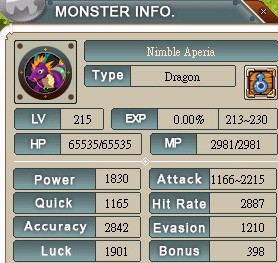 MONSTER INFO.
Nimble Aperia
Type Dragon
LV 215 EXP 0.00% 213~230
HP 65535/65535 MP 2981/2981
Power 1830 Attack 1166~2215
Quick 1165 Hit Rate 2887
Accuracy 2842 Evasion 1210
Luck 1901 Bonus 398